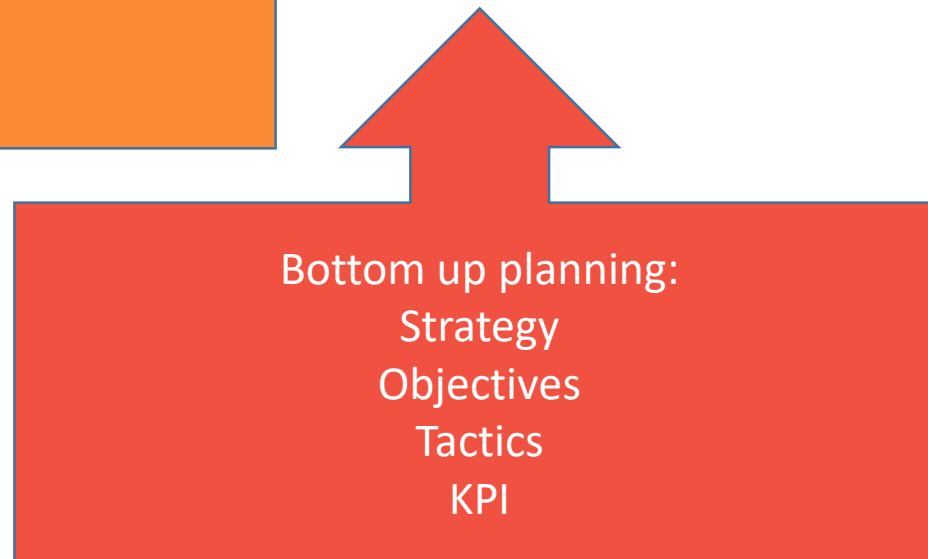 Bottom up planning:
Strategy
Objectives
Tactics
KPI